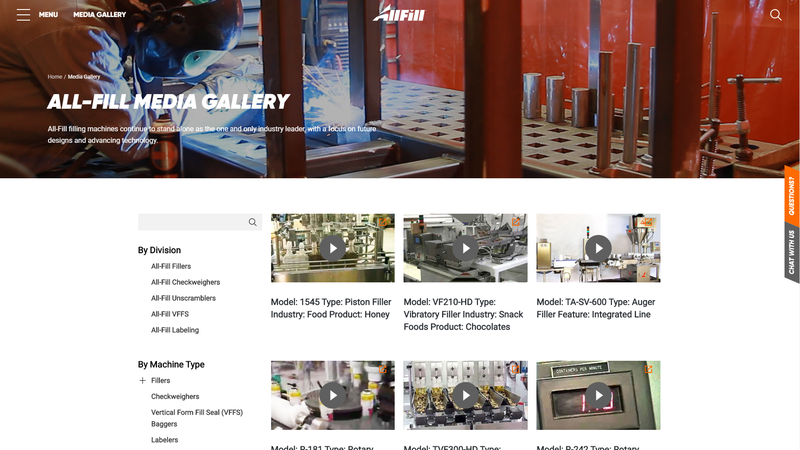 MENU
MEDIA GALLERY
AllFill
Home / Media Gallery
ALL-FILL MEDIA GALLERY
All-Fill filling machines continue to stand alone as the one and only industry leader, with a focus on future
designs and advancing technology.
QUESTIONS?
CHAT WITH US
By Division
All-Fill Fillers
All-Fill Checkweighers
All-Fill Unscramblers
All-Fill VFFS
All-Fill Labeling
By Machine Type
Fillers
Checkweighers
Vertical Form Fill Seal (VFFS)
Baggers
Labelers
Model: 1545 Type: Piston Filler
Industry: Food Product: Honey
Model: VF210-HD Type:
Vibratory Filler Industry: Snack
Foods Product: Chocolates
Model: TA-SV-600 Type: Auger
Filler Feature: Integrated Line
CONTAINERS PER MINUTE
Model: R-181 Type: Rotary
Model: TVF300-HD Type:
Model: R-242 Type: Rotary